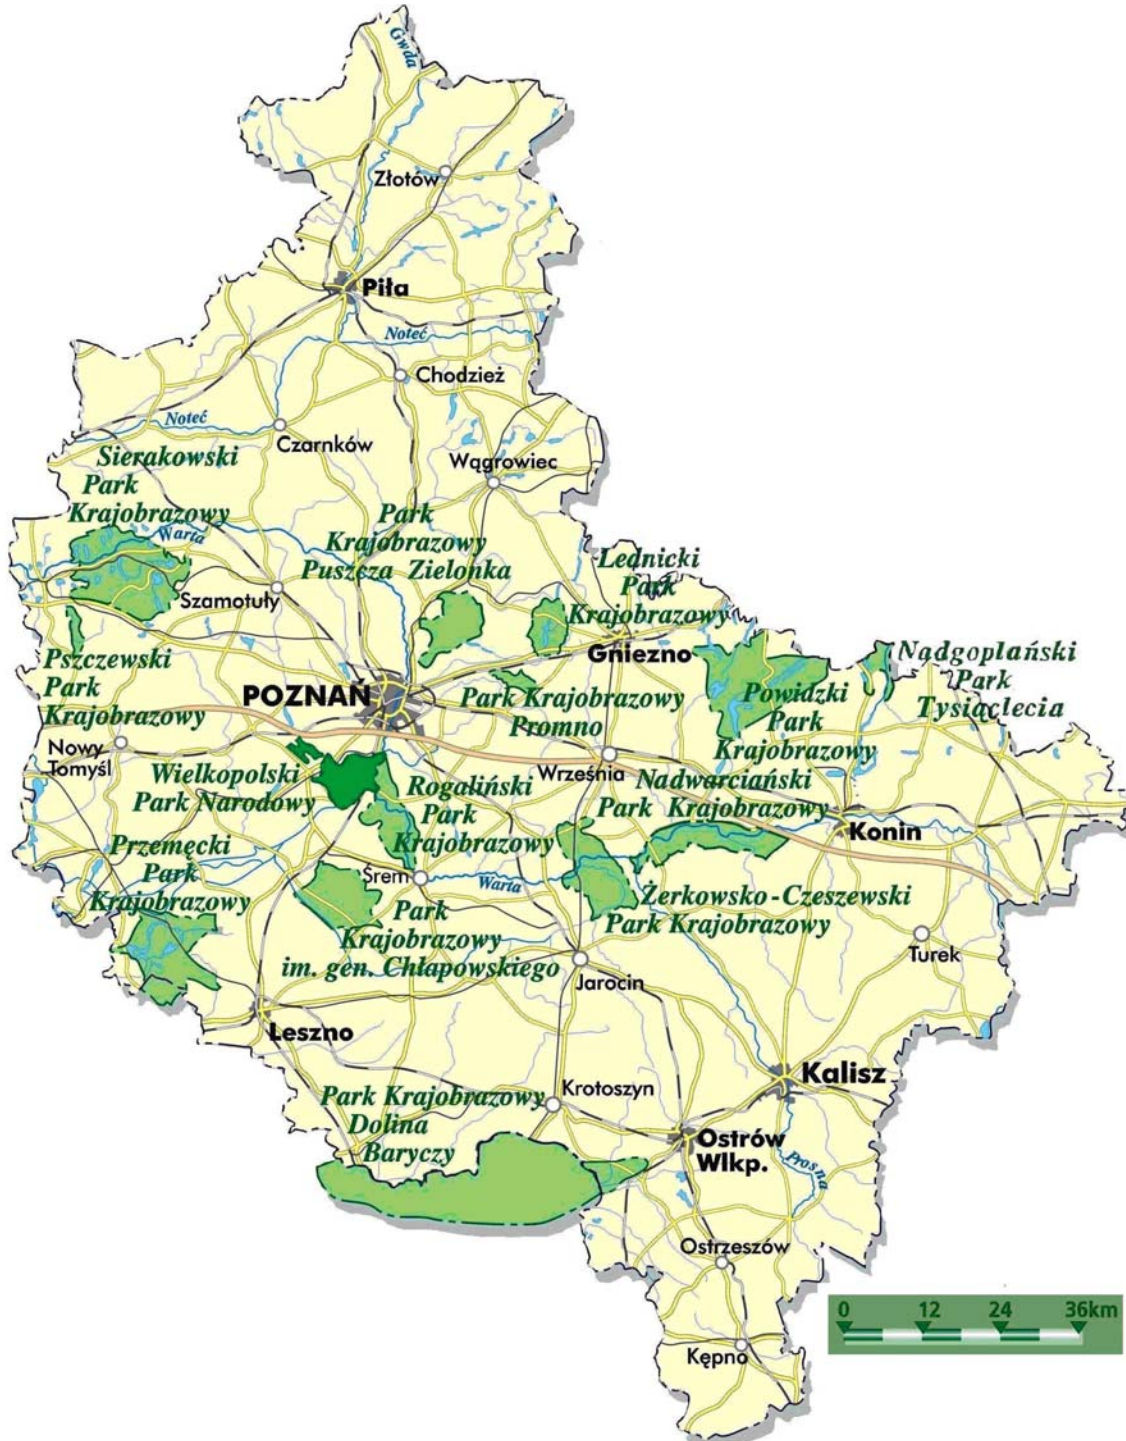 Gwda
Złotów
Piła
Noteć
Chodzież
Noteć
Czarnków
Wągrowiec
Sierakowski
Park
Krajobrazowy
Warta
Szamotuły
Park
Krajobrazowy
Puszcza Zielonka
Lednicki
Park
Krajobrazowy
Gniezno
Pszczewski
Park
Krajobrazowy
POZNAŃ
Park Krajobrazowy
Promno
Powidzki
Park
Krajobrazowy
Nadgoplański
Park
Tysiąclecia
Nowy
Tomyśl
Wielkopolski
Park Narodowy
Rogaliński
Park
Krajobrazowy
Września
Nadwarciański
Park Krajobrazowy
Konin
Przemęcki
Park
Krajobrazowy
Śrem
Warta
Żerkowsko-Czeszewski
Park Krajobrazowy
Park
Krajobrazowy
im. gen. Chłapowskiego
Jarocin
Turek
Leszno
Kalisz
Park Krajobrazowy
Dolina
Baryczy
Krotoszyn
Ostrów
Wlkp.
Prosna
Ostrzeszów
Kępno
0 12 24 36km